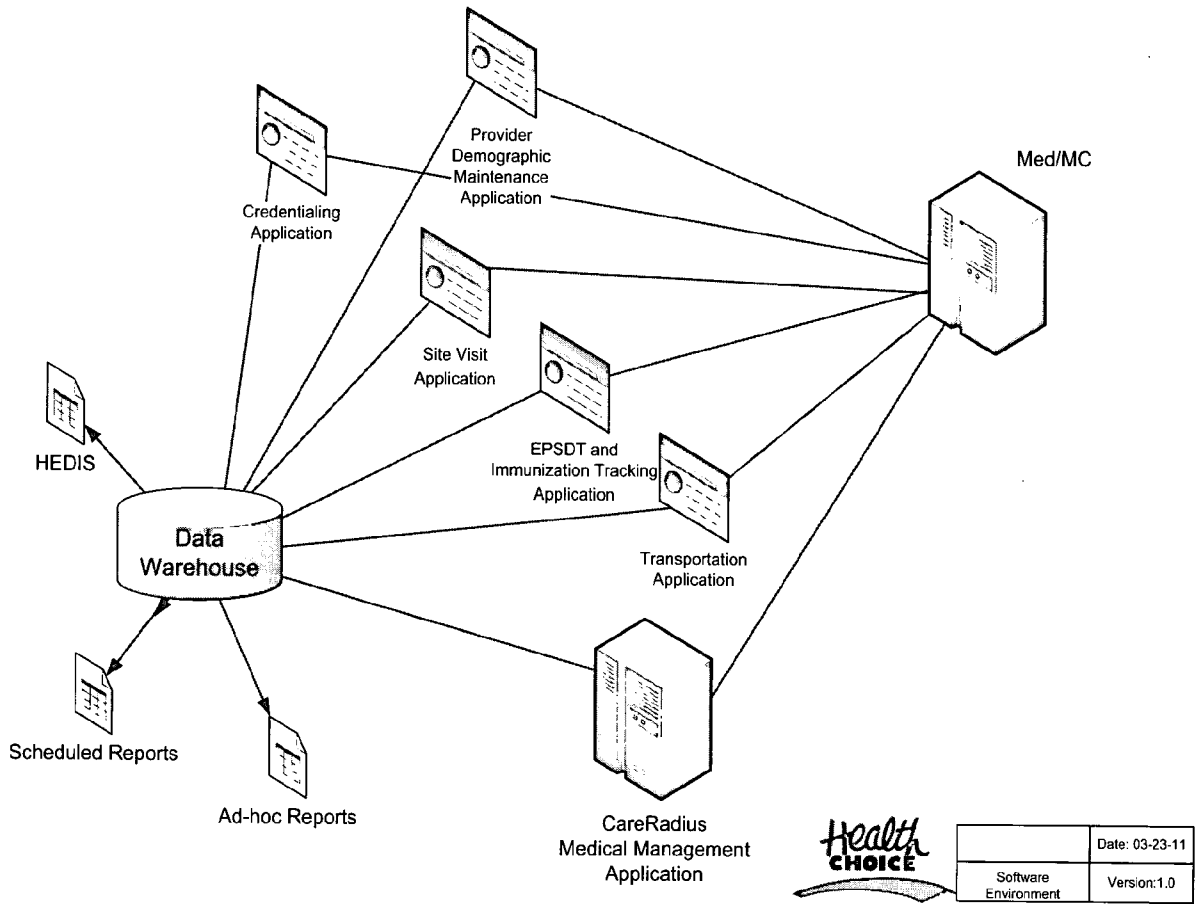 Provider
Demographic
Maintenance
Application
Med/MC
Credentialing
Application
Site Visit
Application
EPSDT and
Immunization Tracking
Application
HEDIS
Data
Warehouse
Transportation
Application
Scheduled Reports
Ad-hoc Reports
CareRadius
Medical Management
Application
Health
CHOICE
Date: 03-23-11
Software
Environment
Version:1.0